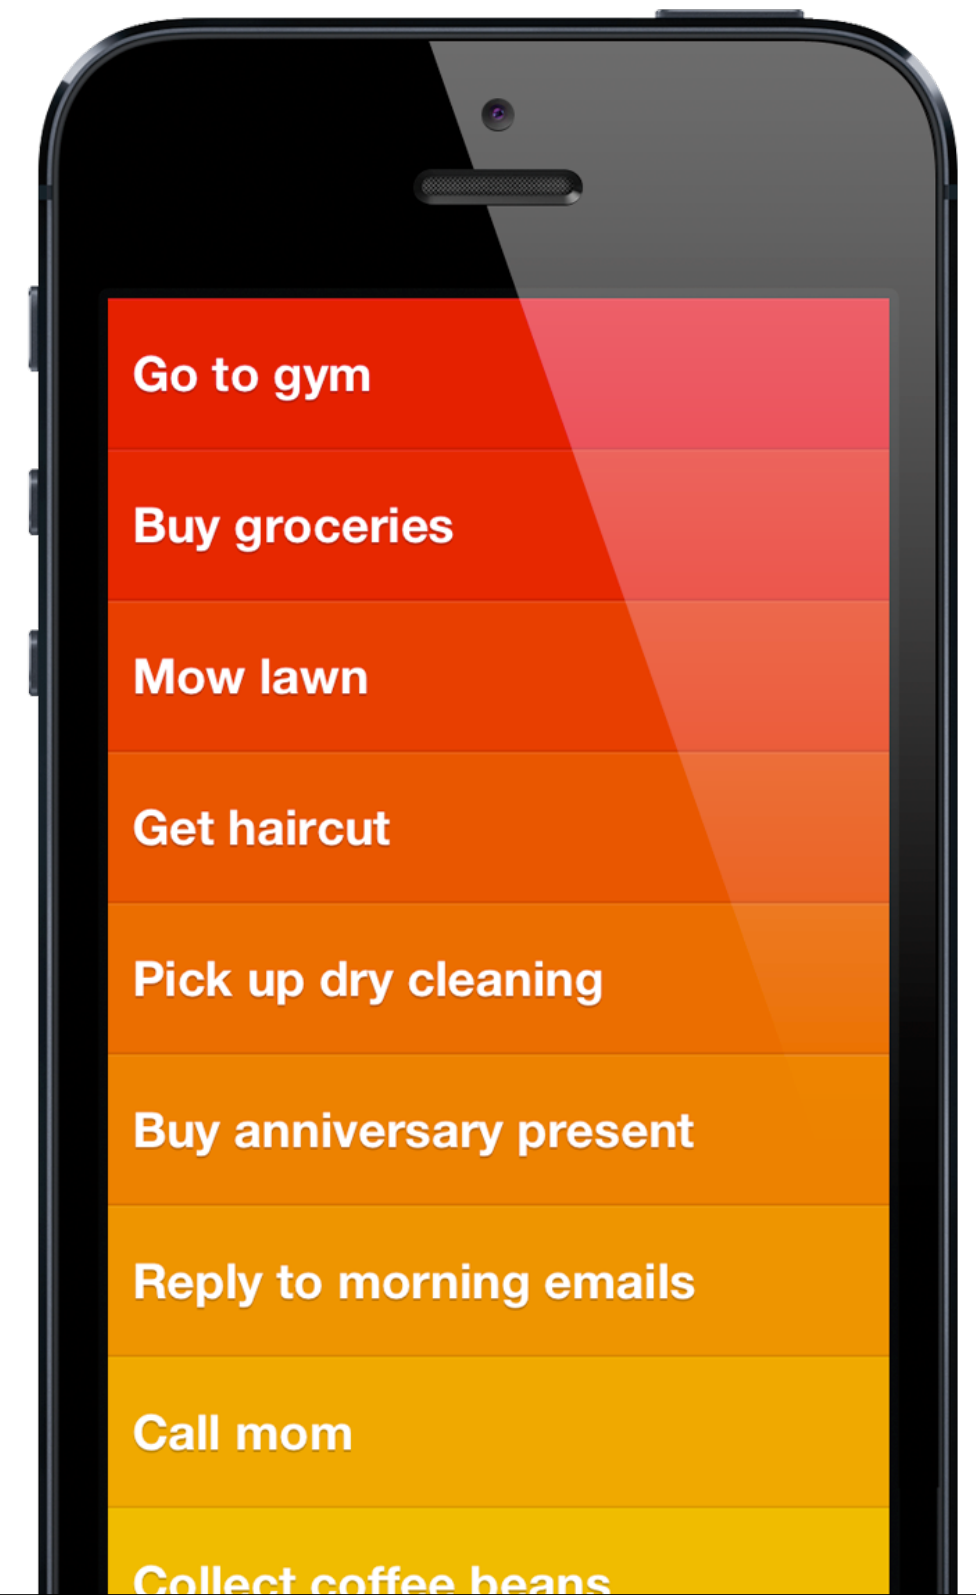 Go to gym
Buy groceries
Mow lawn
Get haircut
Pick up dry cleaning
Buy anniversary present
Reply to morning emails
Call mom
Collect coffee beans